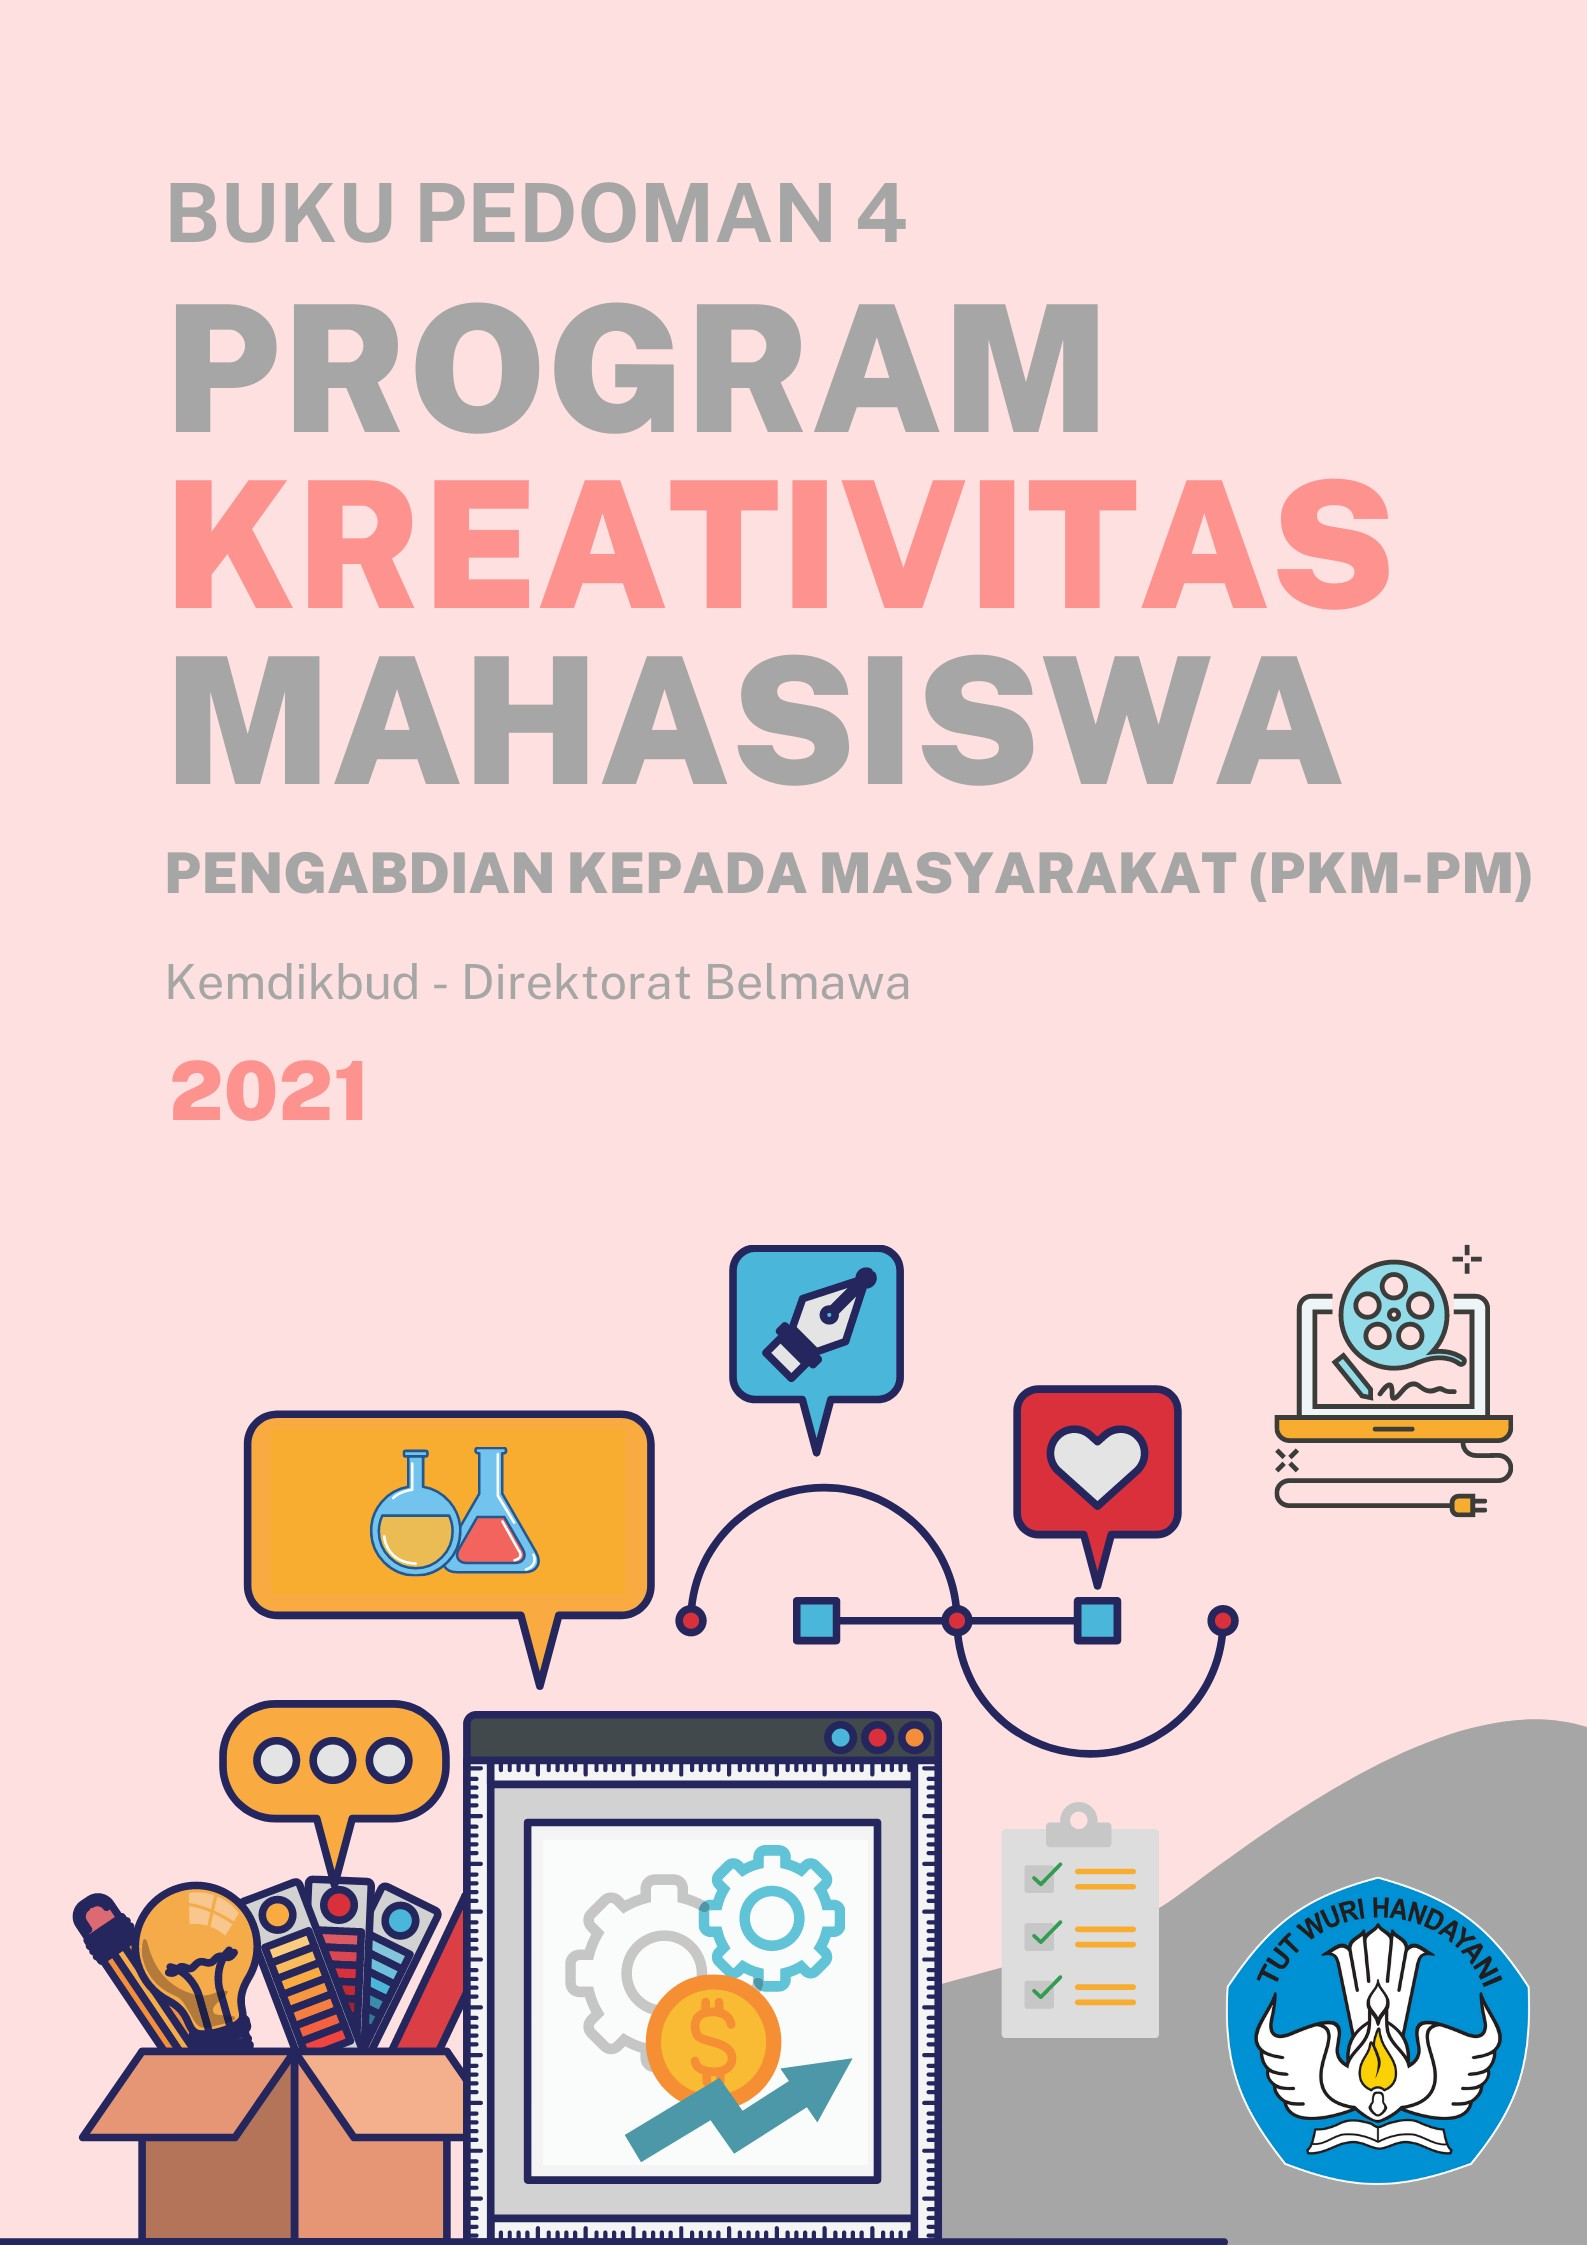 BUKU PEDOMAN 4
PROGRAM
KREATIVITAS
MAHASISWA
PENGABDIAN KEPADA MASYARAKAT (PKM-PM)
Kemdikbud - Direktorat Belmawa
2021
$
TUT WURI HANDAYANI